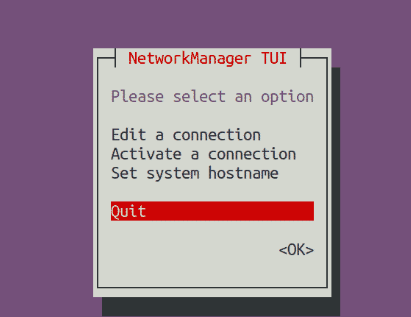 NetworkManager TUI
Please select an option
Edit a connection
Activate a connection
Set system hostname
Quit
<OK>